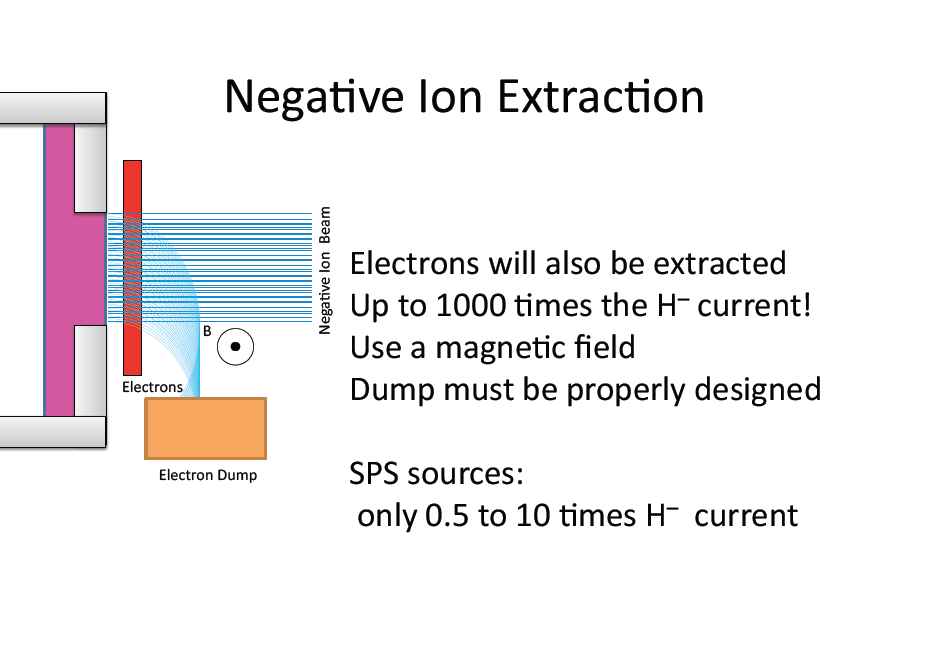 Negative Ion Extraction
Negative Ion Beam
Electrons will also be extracted
Up to 1000 times the H⁻ current!
Use a magnetic field
Dump must be properly designed
B
Electrons
Electron Dump
SPS sources:
only 0.5 to 10 times H⁻ current